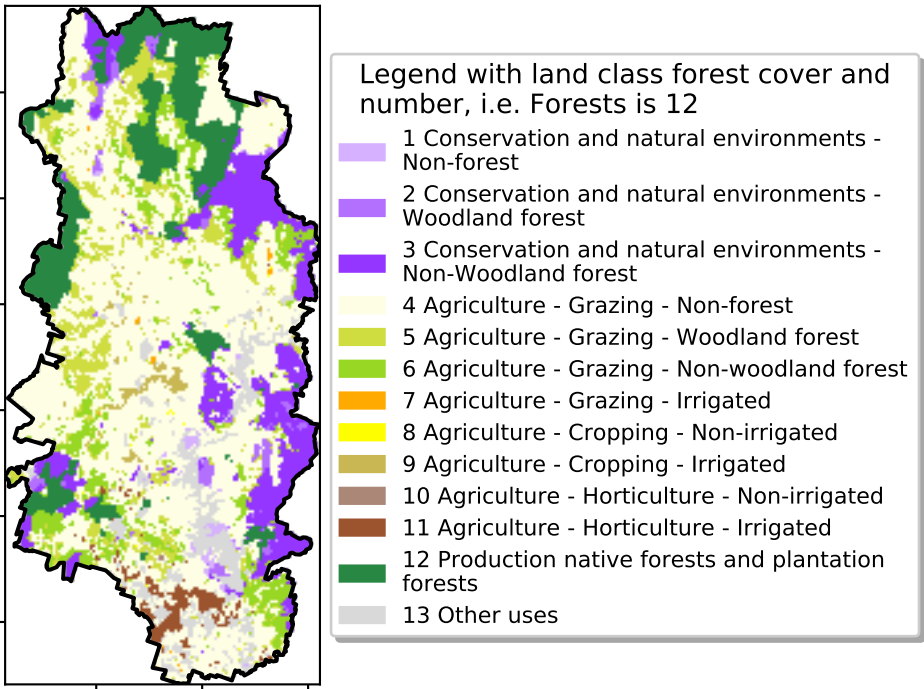 Legend with land class forest cover and
number, i.e. Forests is 12
1 Conservation and natural environments -
Non-forest
2 Conservation and natural environments -
Woodland forest
3 Conservation and natural environments -
Non-Woodland forest
4 Agriculture - Grazing - Non-forest
5 Agriculture - Grazing - Woodland forest
6 Agriculture - Grazing - Non-woodland forest
7 Agriculture - Grazing - Irrigated
8 Agriculture - Cropping - Non-irrigated
9 Agriculture - Cropping - Irrigated
10 Agriculture - Horticulture - Non-irrigated
11 Agriculture - Horticulture - Irrigated
12 Production native forests and plantation
forests
13 Other uses